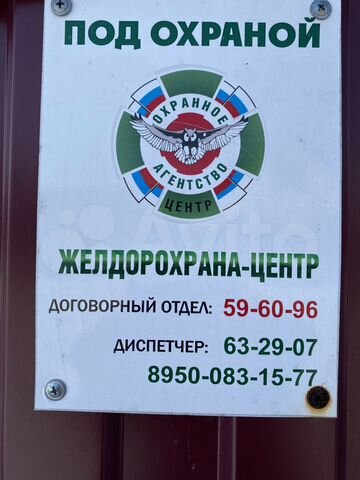 ПОД ОХРАНОЙ
ОХРАННОЕ
АГЕНТСТВО
ЦЕНТР
Avito
ЖЕЛДОРОХРАНА-ЦЕНТР
ДОГОВОРНЫЙ ОТДЕЛ: 59-60-96
ДИСПЕТЧЕР: 63-29-07
8950-083-15-77